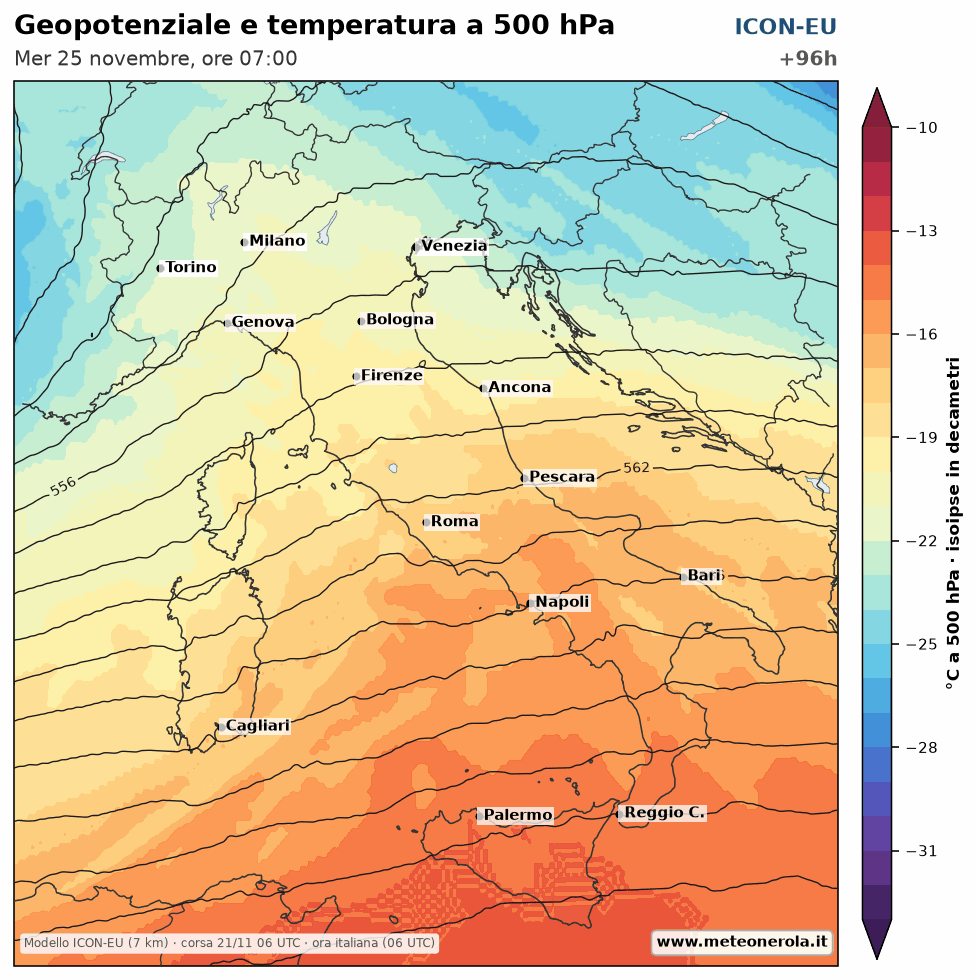 Geopotenziale e temperatura a 500 hPa
ICON-EU
Mer 25 novembre, ore 07:00
+96h
−10
−13
−16
−19
−22
−25
−28
−31
°C a 500 hPa · isoipse in decametri
Milano
Venezia
Torino
Genova
Bologna
Firenze
Ancona
562
Pescara
556
Roma
Bari
Napoli
Cagliari
Palermo
Reggio C.
Modello ICON-EU (7 km) · corsa 21/11 06 UTC · ora italiana (06 UTC)
www.meteonerola.it